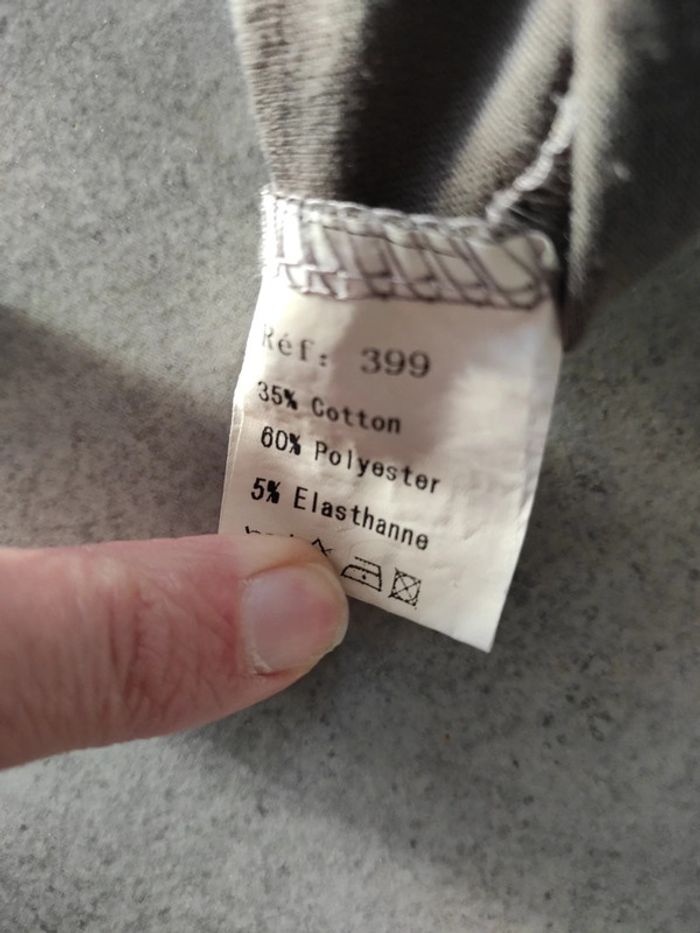 Réf: 399
35% Cotton
60% Polyester
5% Elasthanne